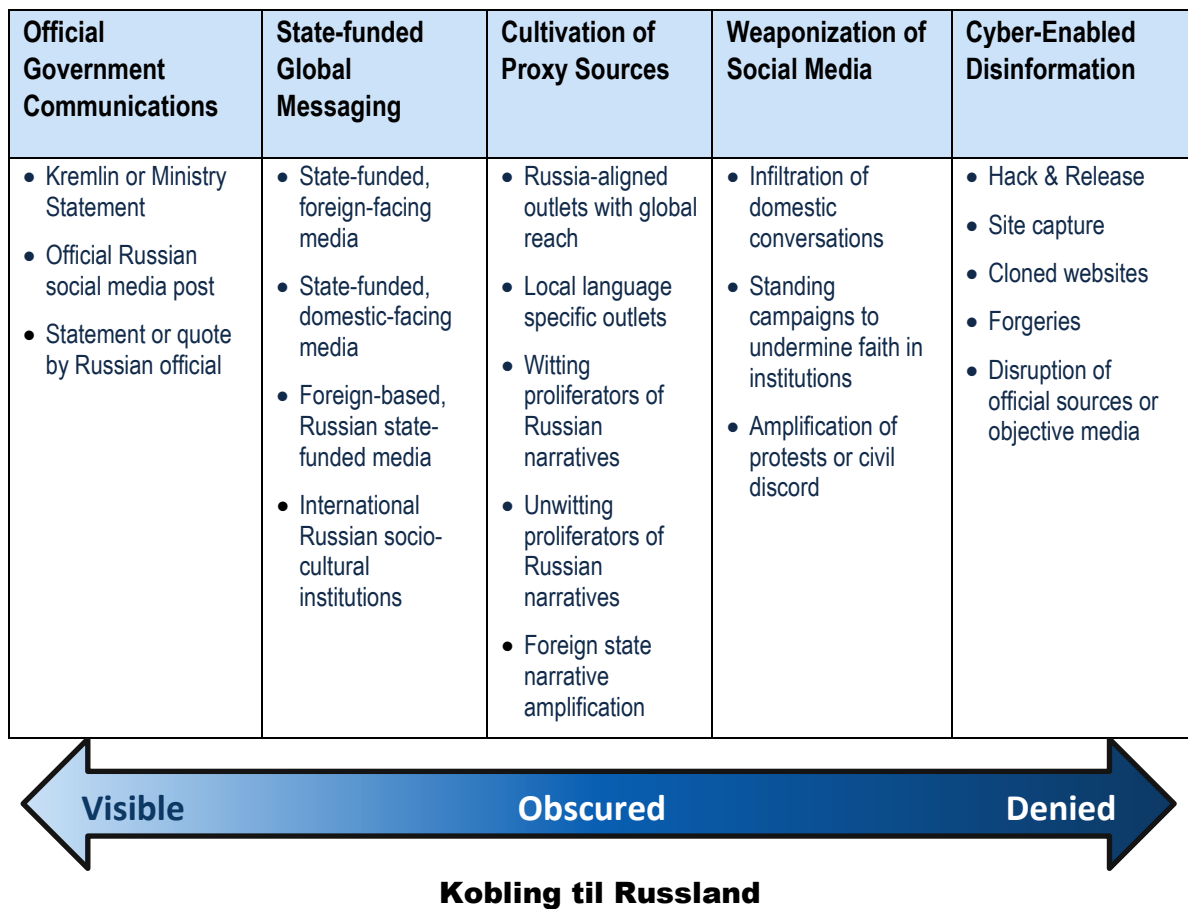 Official
Government
Communications
State-funded
Global
Messaging
Cultivation of
Proxy Sources
Weaponization of
Social Media
Cyber-Enabled
Disinformation
• Kremlin or Ministry
Statement
• Official Russian
social media post
• Statement or quote
by Russian official
• State-funded,
foreign-facing
media
• State-funded,
domestic-facing
media
• Foreign-based,
Russian state-
funded media
• International
Russian socio-
cultural
institutions
• Russia-aligned
outlets with global
reach
• Local language
specific outlets
• Witting
proliferators of
Russian
narratives
• Unwitting
proliferators of
Russian
narratives
• Foreign state
narrative
amplification
• Infiltration of
domestic
conversations
• Standing
campaigns to
undermine faith in
institutions
• Amplification of
protests or civil
discord
• Hack & Release
• Site capture
• Cloned websites
• Forgeries
• Disruption of
official sources or
objective media
Visible
Obscured
Denied
Kobling til Russland